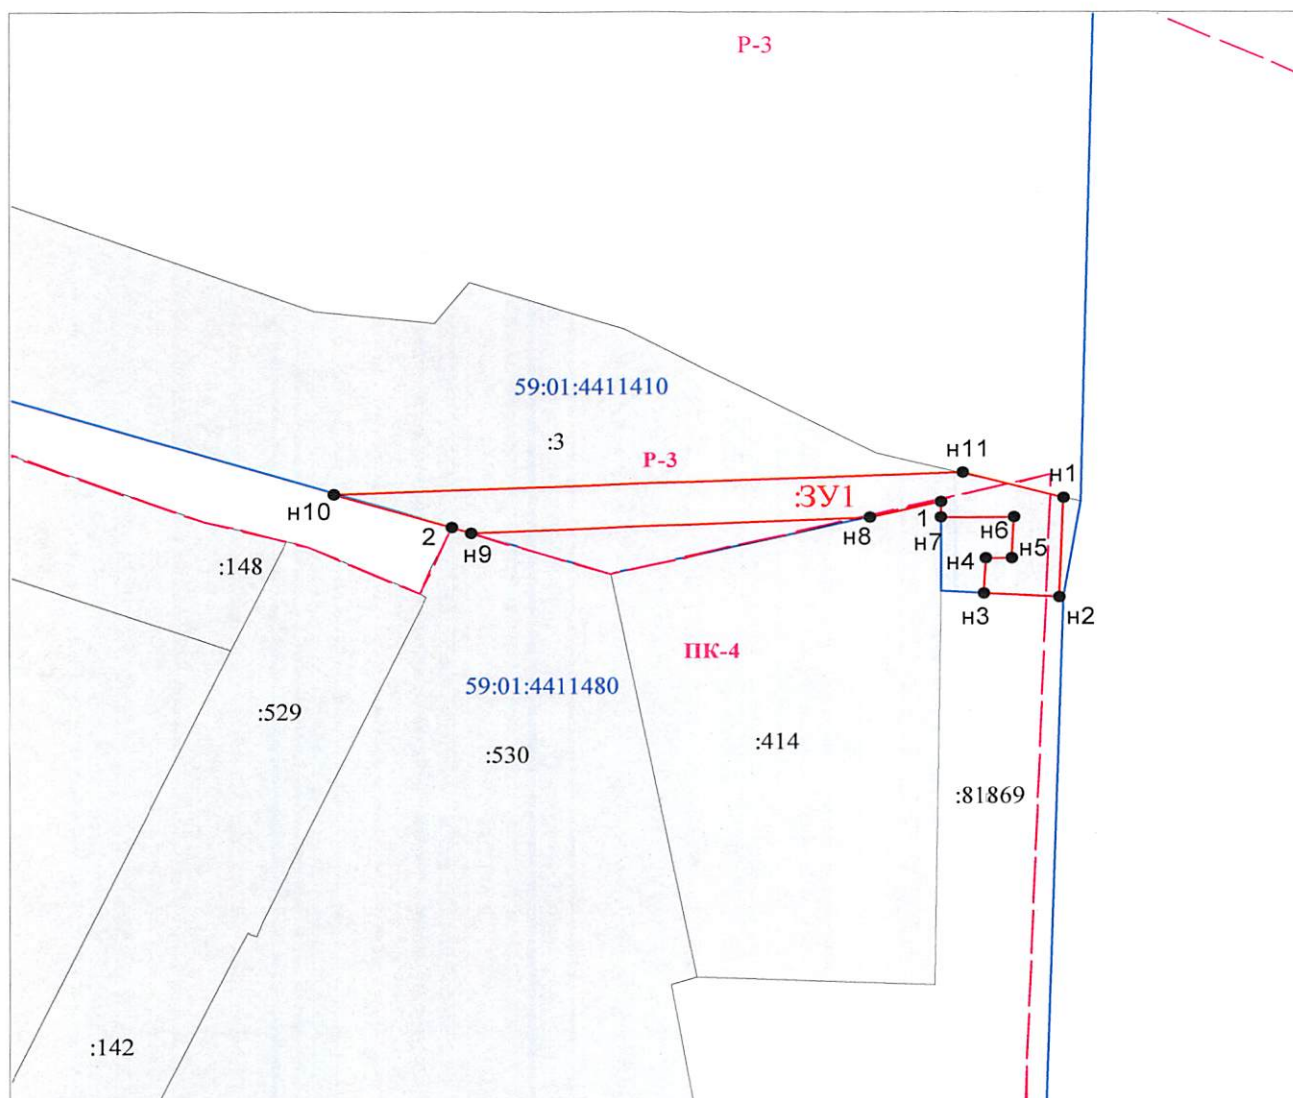 Р-3
59:01:4411410
:3
Р-3
н11
н1
:ЗУ1
н10
2
н9
н8
1
н7
н6
н5
н4
н3
н2
:148
ПК-4
59:01:4411480
:529
:530
:414
:81869
:142